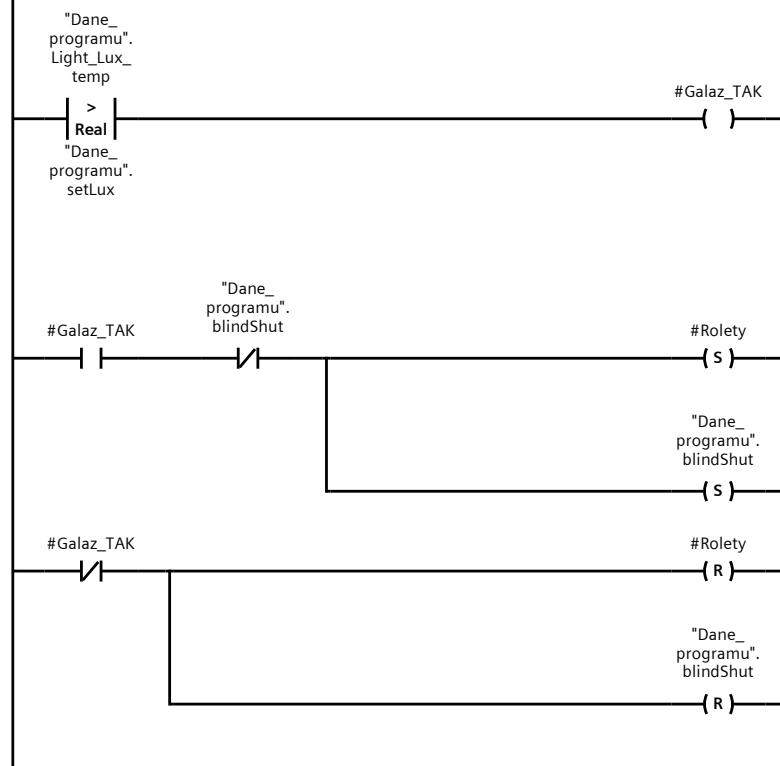 "Dane_
programu".
Light_Lux_
temp
#Galaz_TAK
>
Real
"Dane_
programu".
setLux
"Dane_
programu".
blindShut
#Galaz_TAK
#Rolety
S
"Dane_
programu".
blindShut
S
#Galaz_TAK
#Rolety
R
"Dane_
programu".
blindShut
R